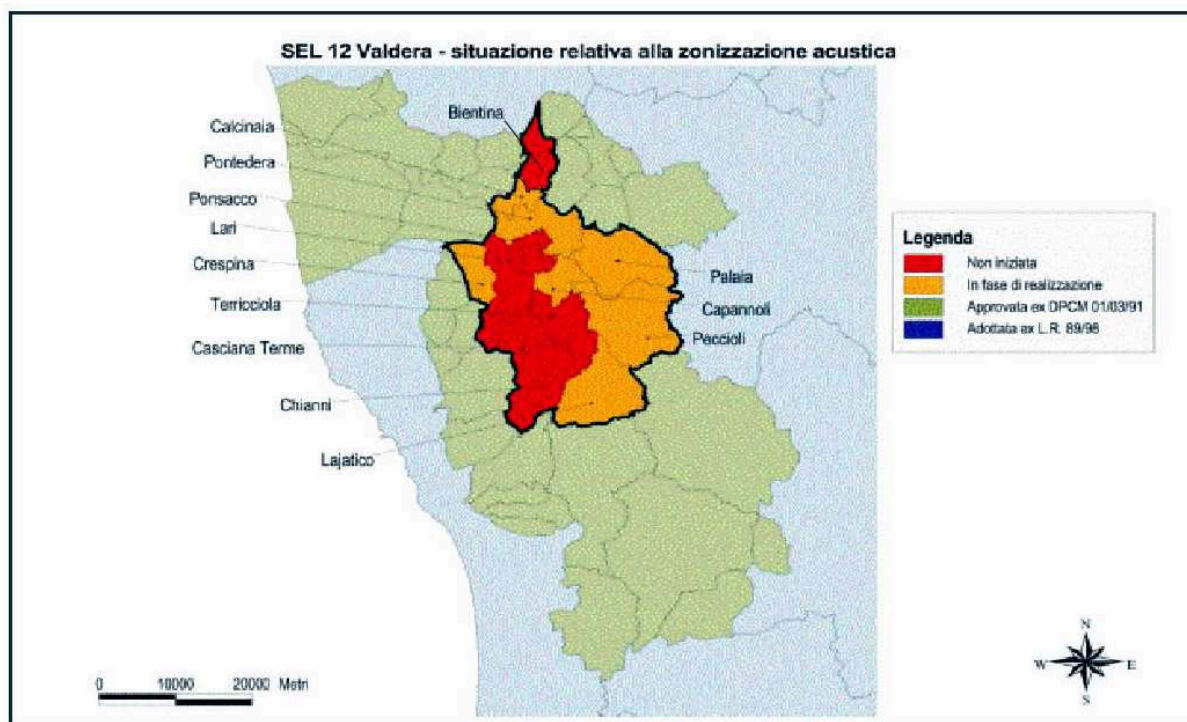 SEL 12 Valdera - situazione relativa alla zonizzazione acustica
Bientina
Calcinaia
Pontedera
Ponsacco
Lari
Crespina
Terricciola
Casciana Terme
Chianni
Lajatico
Palaia
Capannoli
Peccioli
Legenda
Non iniziata
In fase di realizzazione
Approvata ex DPCM 01/03/91
Adottata ex L.R. 89/98
0 10000 20000 Metri
N
W E
S